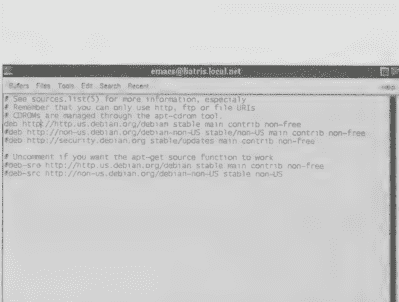 emacs@liatris.local.net
Buffers Files Tools Edit Search Recent Help
# See sources.list(5) for more information, especialy
# Remember that you can only use http, ftp or file URIs
# CDROMs are managed through the apt-cdrom tool.
deb http://http.us.debian.org/debian stable main contrib non-free
#deb http://non-us.debian.org/debian-non-US stable/non-US main contrib non-free
#deb http://security.debian.org stable/updates main contrib non-free
# Uncomment if you want the apt-get source function to work
#deb-src http://http.us.debian.org/debian stable main contrib non-free
#deb-src http://non-us.debian.org/debian-non-US stable non-US